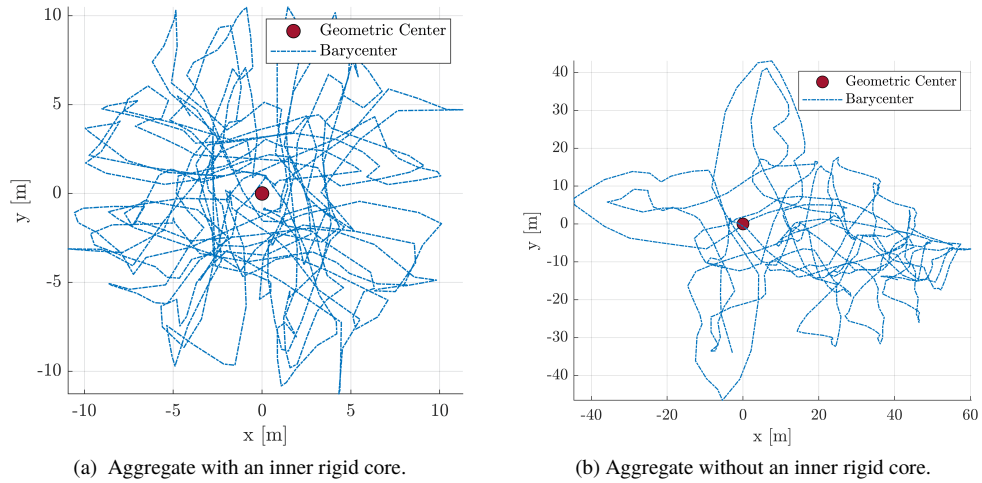 10
5
0
-5
-10
y [m]
-10
-5
0
5
10
x [m]
Geometric Center
Barycenter
(a) Aggregate with an inner rigid core.
40
30
20
10
0
-10
-20
-30
-40
y [m]
-40
-20
0
20
40
60
x [m]
Geometric Center
Barycenter
(b) Aggregate without an inner rigid core.